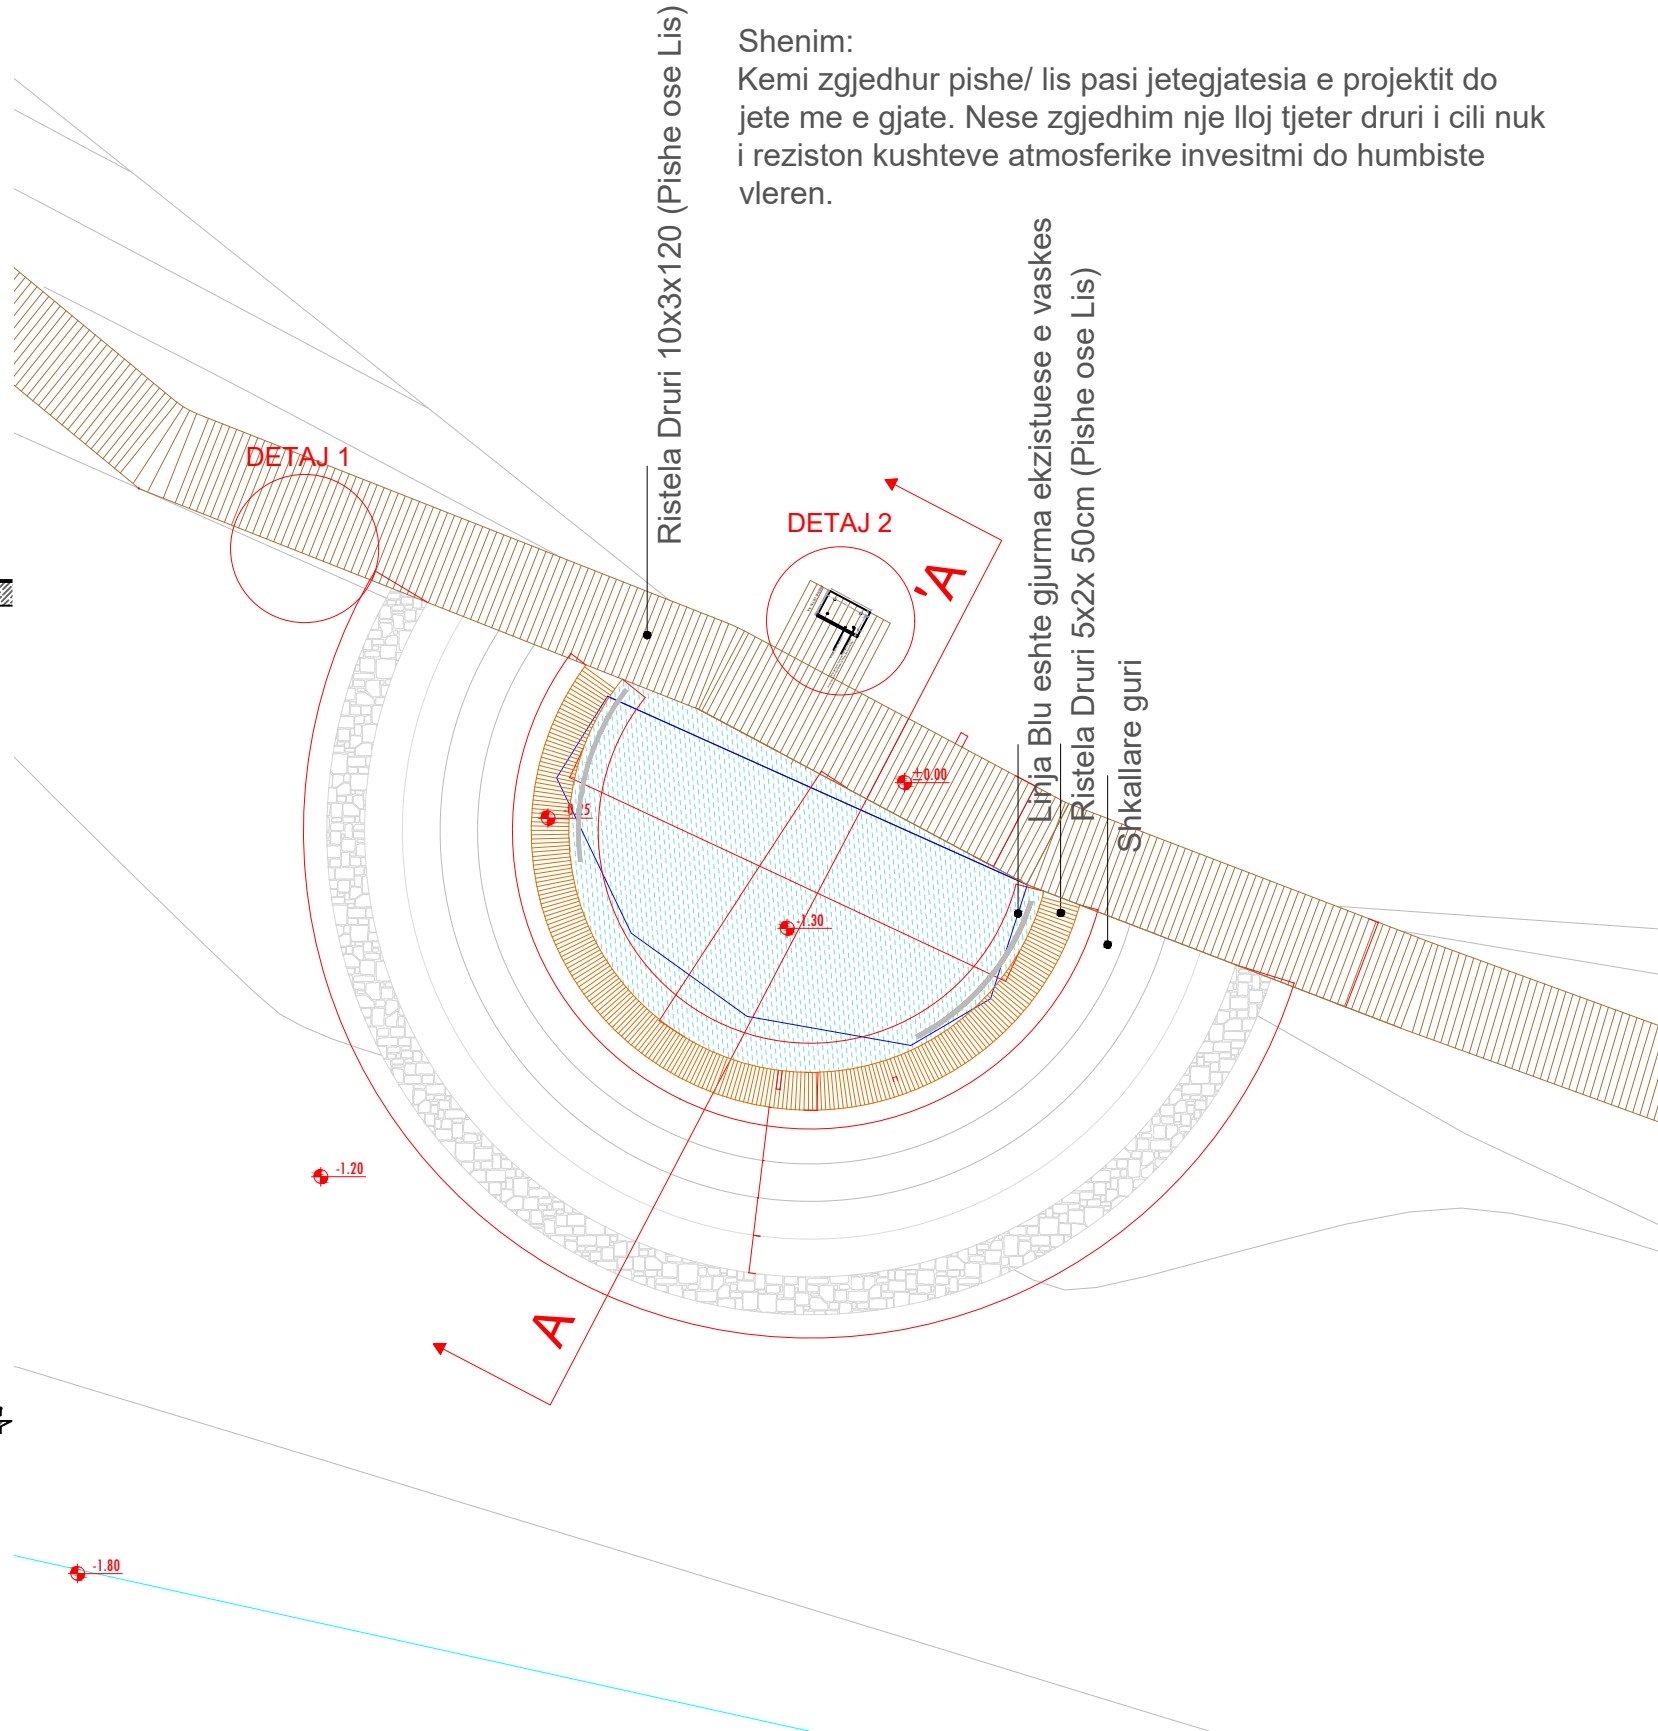 Shenim:
Kemi zgjedhur pishe/ lis pasi jetegjatesia e projektit do
jete me e gjate. Nese zgjedhim nje lloj tjeter druri i cili nuk
i reziston kushteve atmosferike invesitmi do humbiste
vleren.
Ristela Druri 10x3x120 (Pishe ose Lis)
Linja Blu eshte gjurma ekzistuese e vaskes
Ristela Druri 5x2x 50cm (Pishe ose Lis)
Shkallare guri
DETAJ 1
DETAJ 2
'A
±0.00
-0.25
-1.30
-1.20
A
-1.80